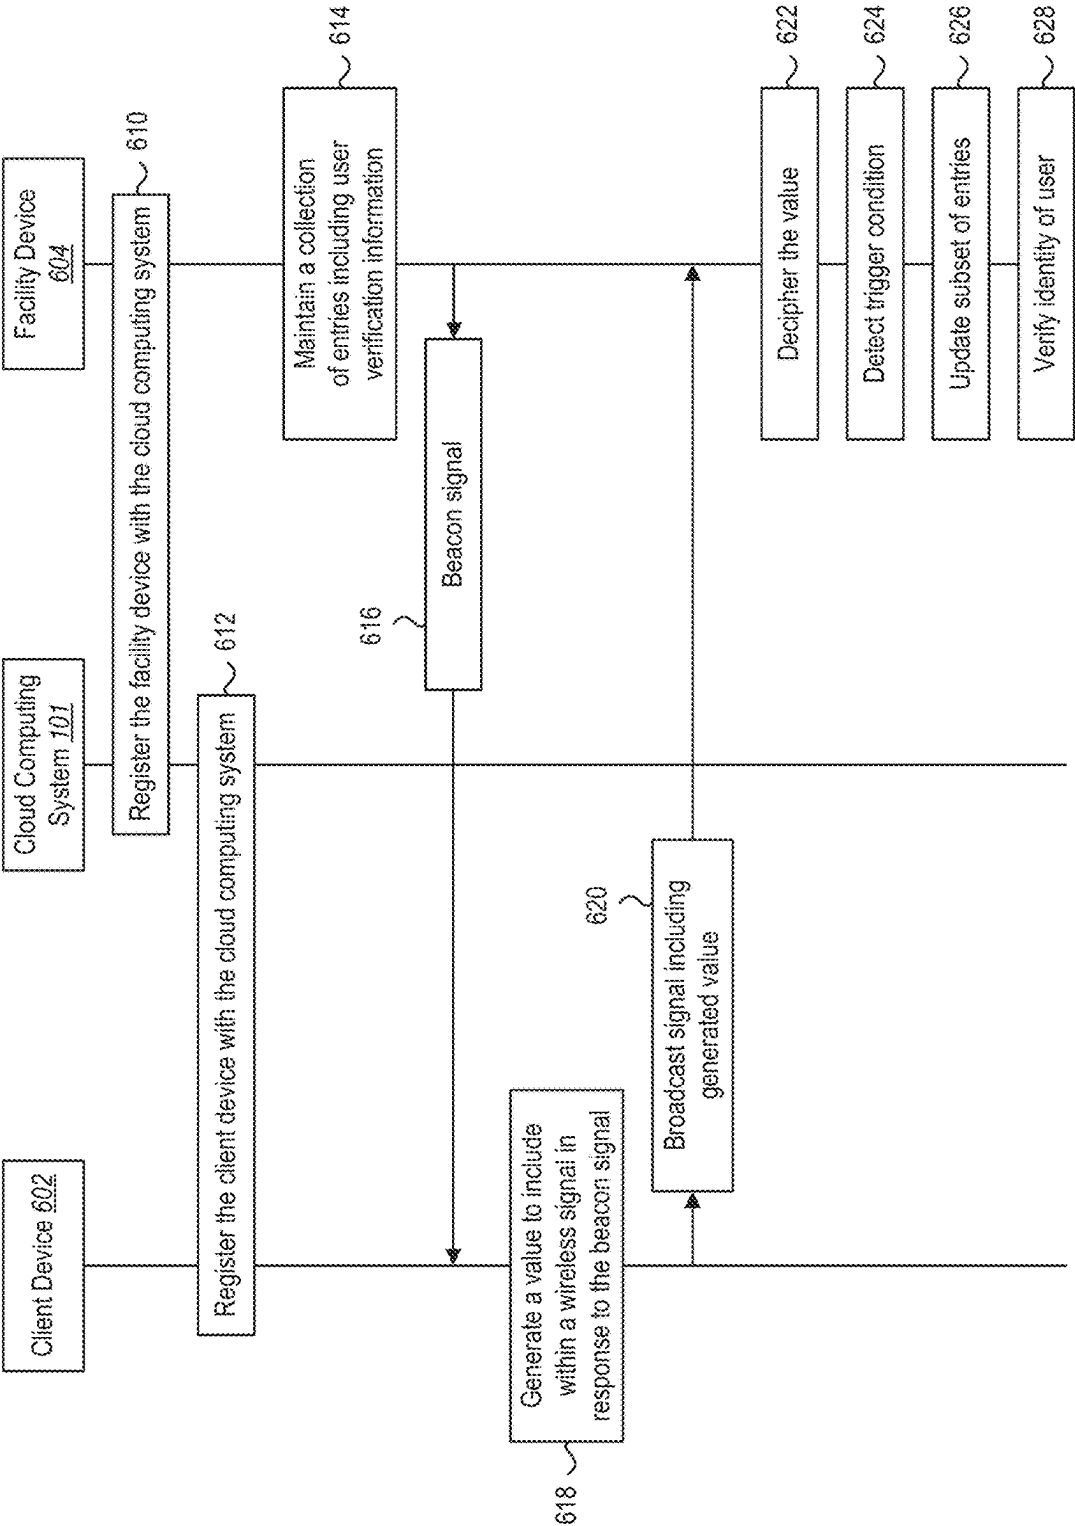 Client Device 602
Cloud Computing
System 101
Facility Device
604
610
Register the facility device with the cloud computing system
612
Register the client device with the cloud computing system
614
Maintain a collection
of entries including user
verification information
616
Beacon signal
618
Generate a value to include
within a wireless signal in
response to the beacon signal
620
Broadcast signal including
generated value
622
Decipher the value
624
Detect trigger condition
626
Update subset of entries
628
Verify identity of user